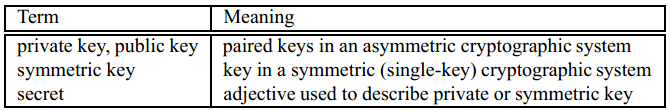 Term Meaning
private key, public key paired keys in an asymmetric cryptographic system
symmetric key key in a symmetric (single-key) cryptographic system
secret adjective used to describe private or symmetric key